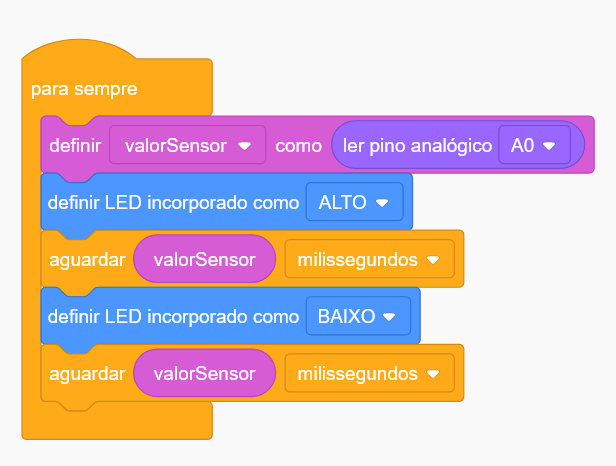 para sempre
definir valorSensor como ler pino analógico A0
definir LED incorporado como ALTO
aguardar valorSensor milissegundos
definir LED incorporado como BAIXO
aguardar valorSensor milissegundos